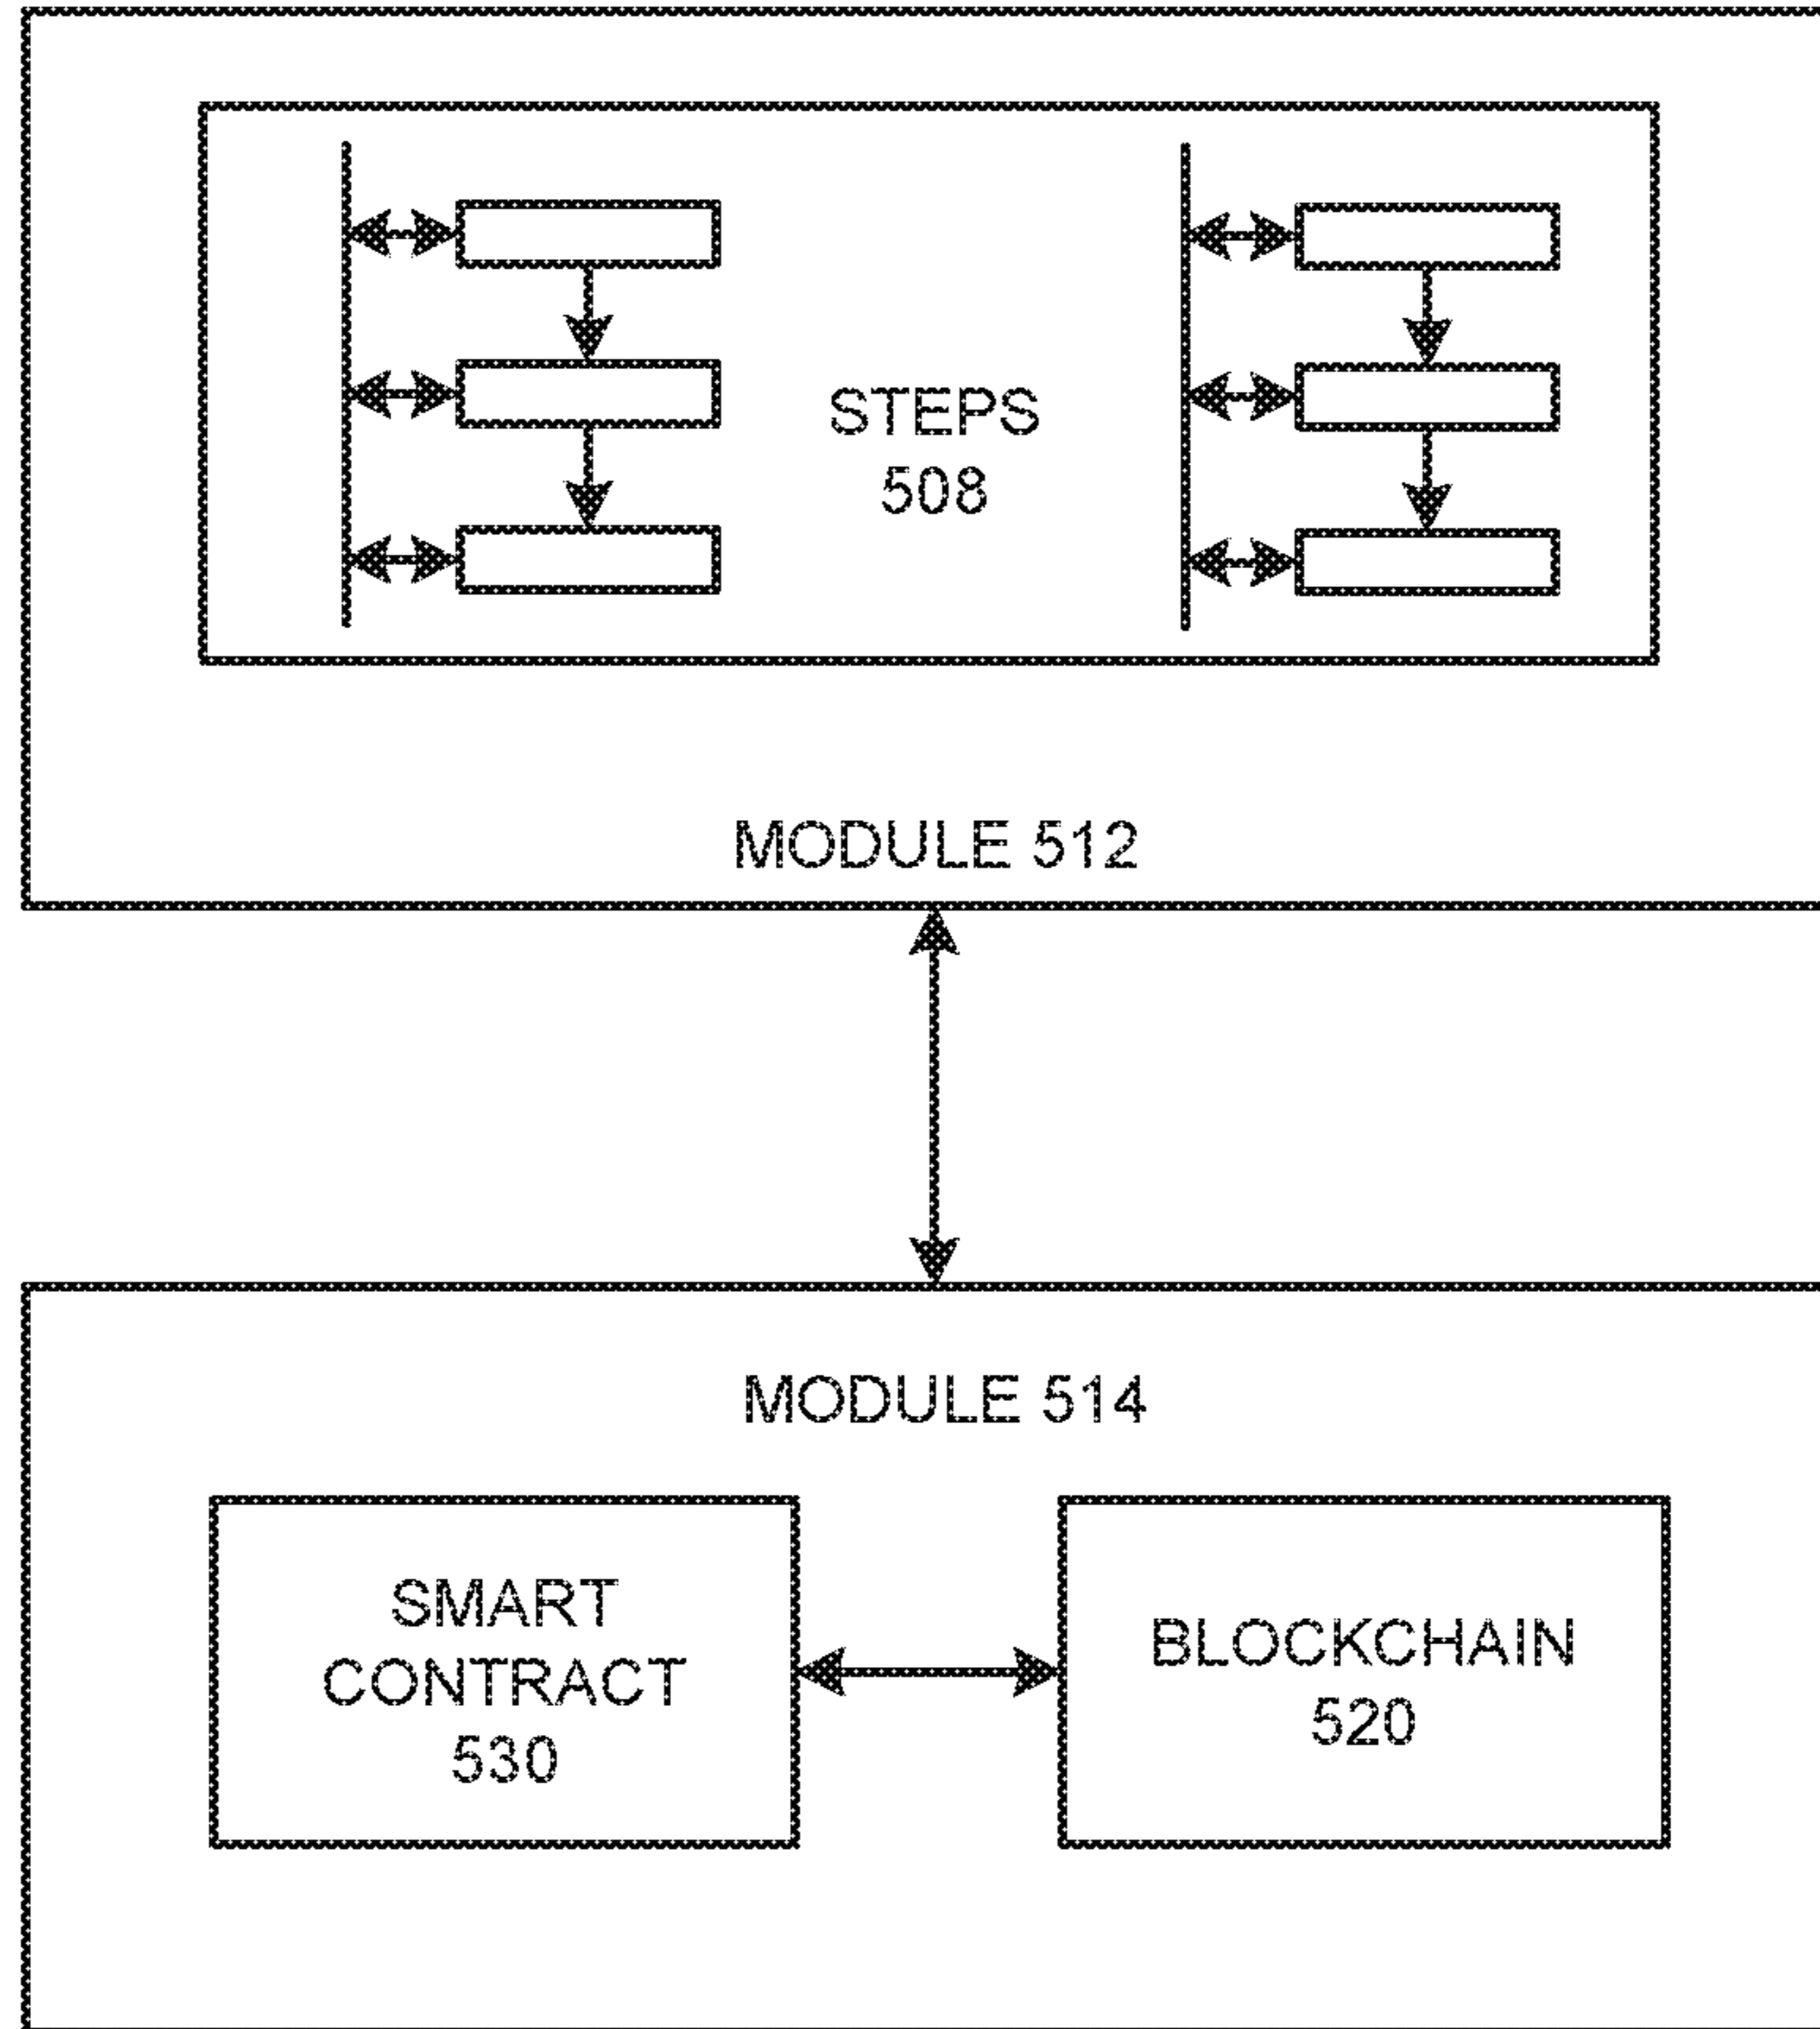 STEPS
508
MODULE 512
MODULE 514
SMART
CONTRACT
530
BLOCKCHAIN
520